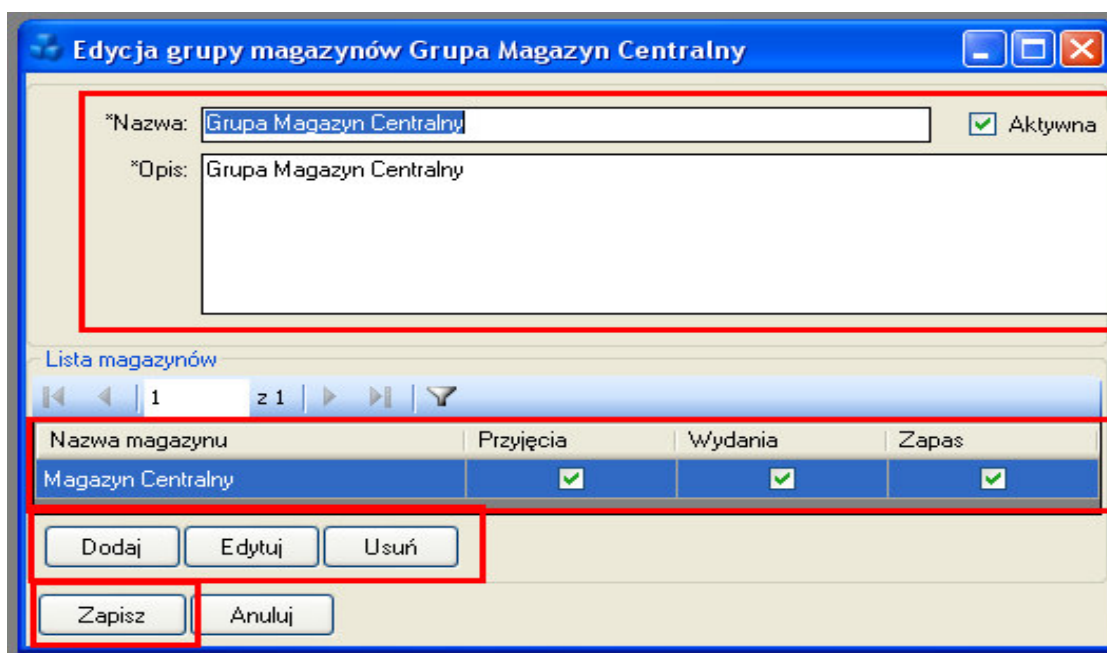 Edycja grupy magazynów Grupa Magazyn Centralny
*Nazwa: Grupa Magazyn Centralny Aktywna
*Opis: Grupa Magazyn Centralny
Lista magazynów
1 z 1
Nazwa magazynu Przyjęcia Wydania Zapas
Magazyn Centralny
Dodaj Edytuj Usuń
Zapisz Anuluj